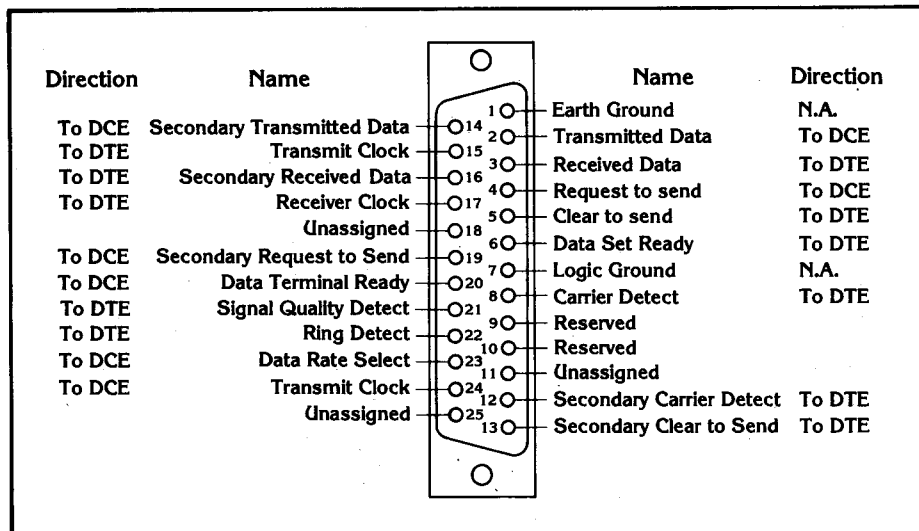 Direction Name
To DCE Secondary Transmitted Data 14
To DTE Transmit Clock 15
To DTE Secondary Received Data 16
To DTE Receiver Clock 17
Unassigned 18
To DCE Secondary Request to Send 19
To DCE Data Terminal Ready 20
To DTE Signal Quality Detect 21
To DTE Ring Detect 22
To DCE Data Rate Select 23
To DCE Transmit Clock 24
Unassigned 25
Name Direction
1 Earth Ground N.A.
2 Transmitted Data To DCE
3 Received Data To DTE
4 Request to send To DCE
5 Clear to send To DTE
6 Data Set Ready To DTE
7 Logic Ground N.A.
8 Carrier Detect To DTE
9 Reserved
10 Reserved
11 Unassigned
12 Secondary Carrier Detect To DTE
13 Secondary Clear to Send To DTE